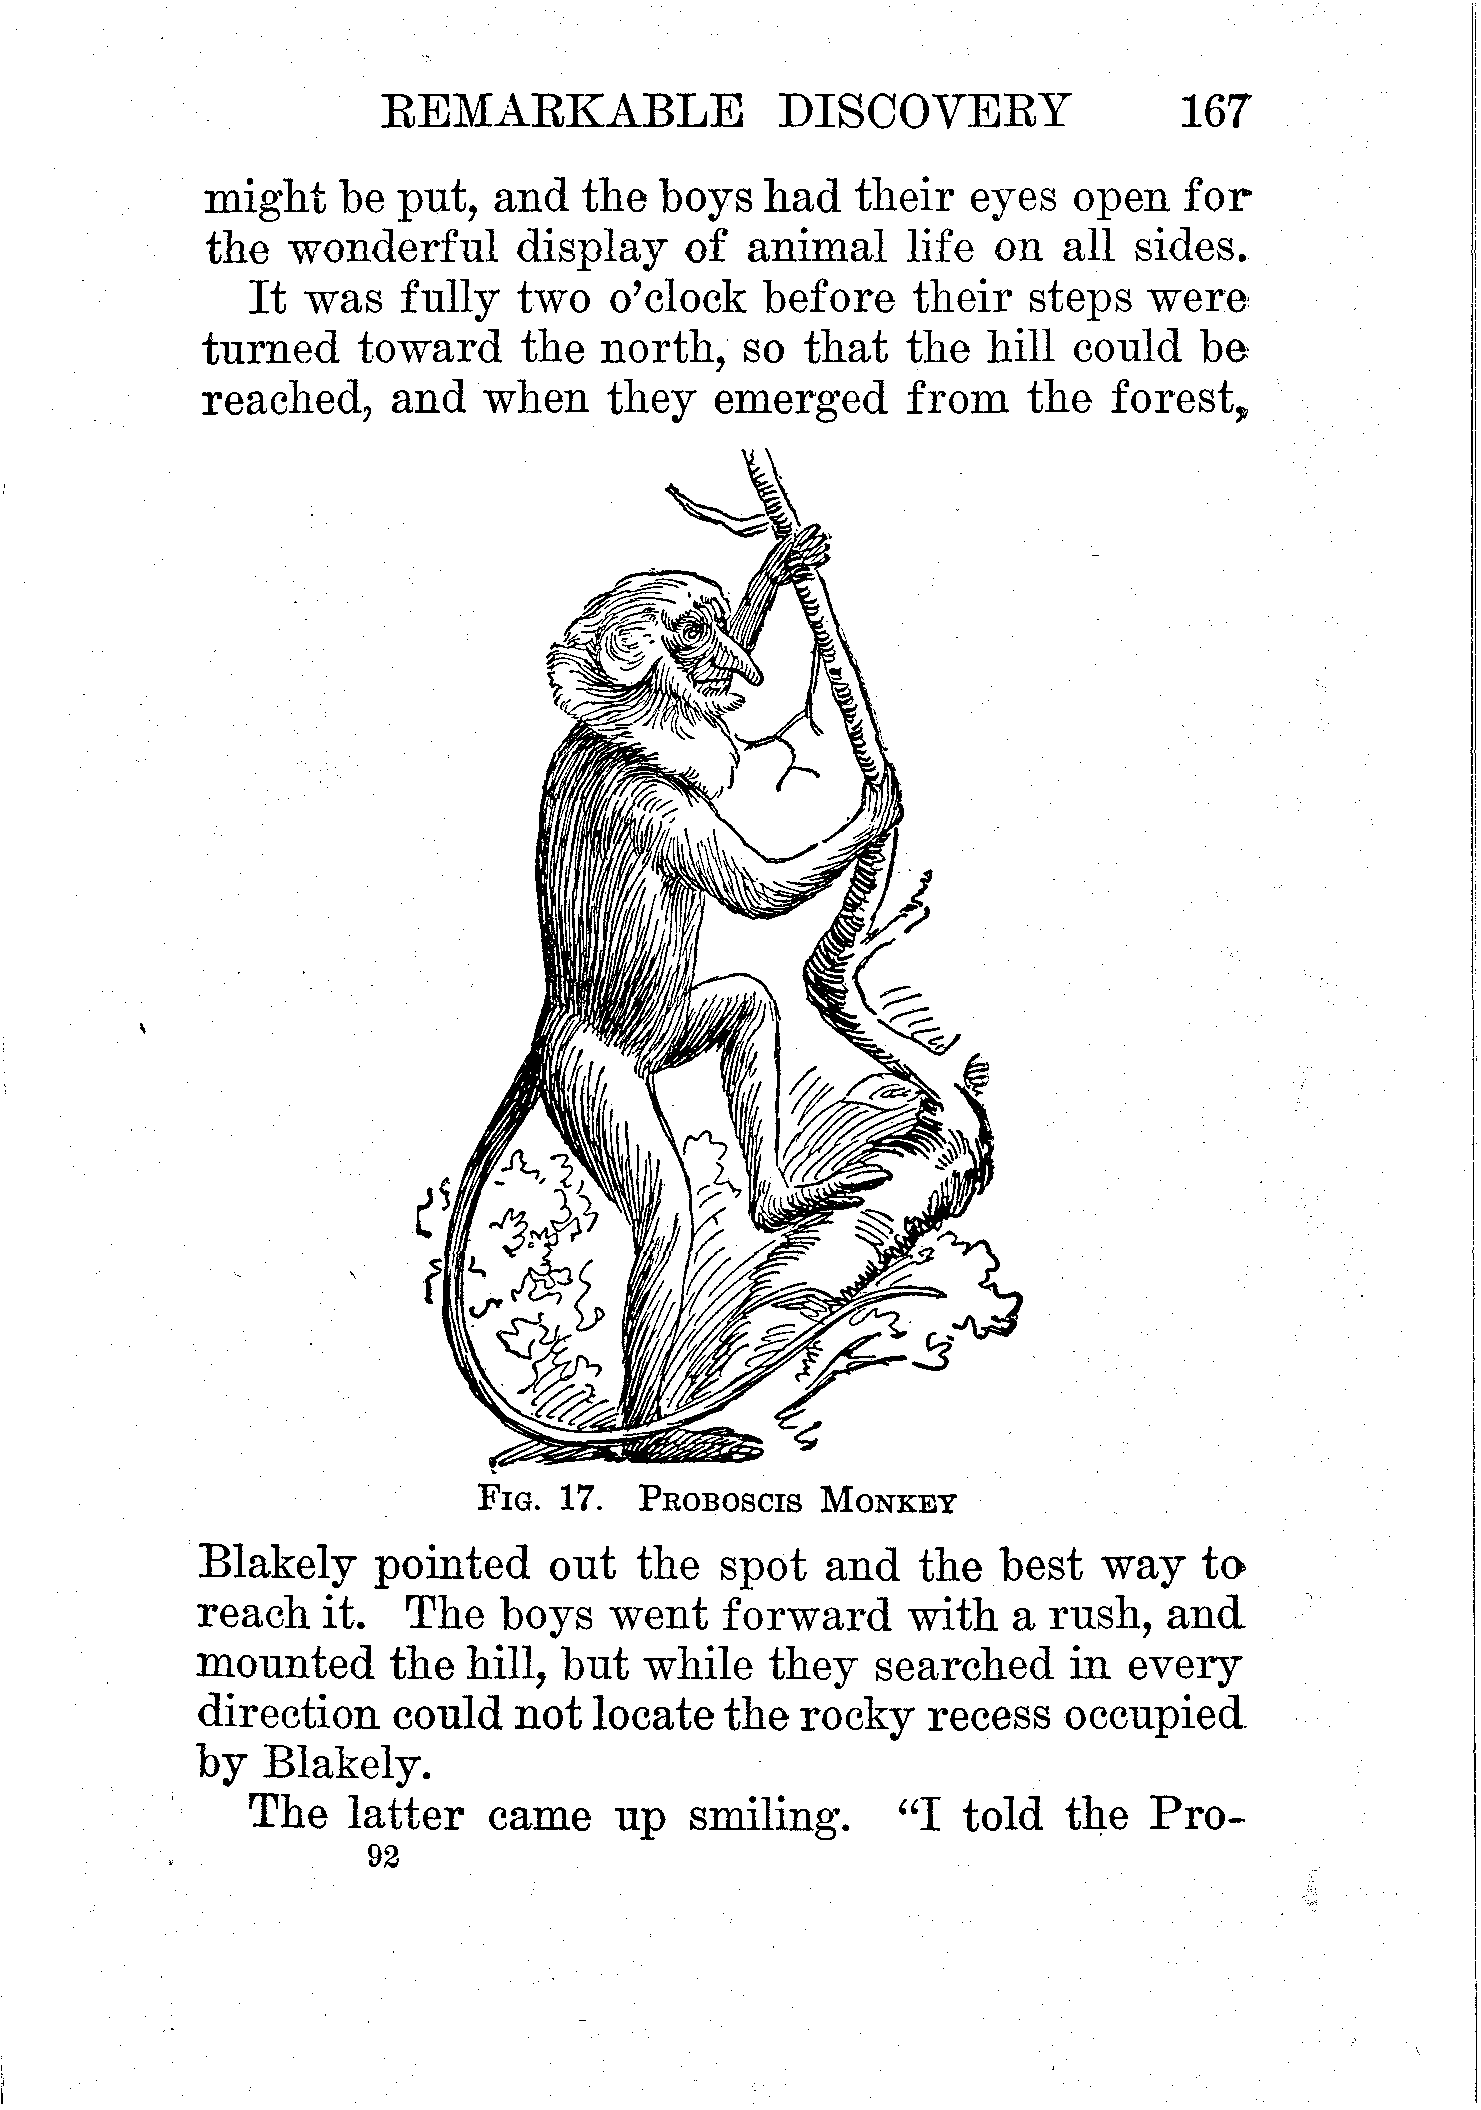 REMARKABLE DISCOVERY 167
might be put, and the boys had their eyes open for
the wonderful display of animal life on all sides.
It was fully two o’clock before their steps were
turned toward the north, so that the hill could be
reached, and when they emerged from the forest,
FIG. 17. PROBOSCIS MONKEY
Blakely pointed out the spot and the best way to
reach it. The boys went forward with a rush, and
mounted the hill, but while they searched in every
direction could not locate the rocky recess occupied
by Blakely.
The latter came up smiling. “I told the Pro-
92